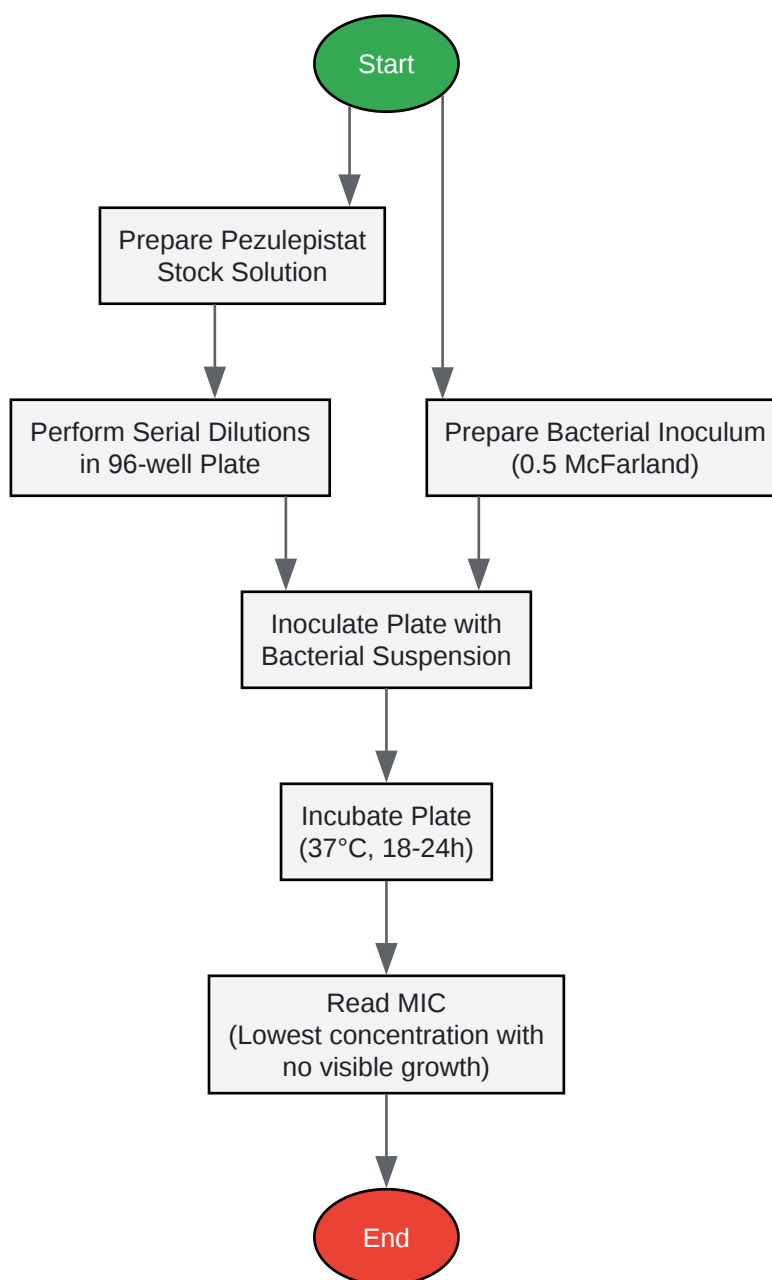 Start
Prepare Pezulepistat
Stock Solution
Perform Serial Dilutions
in 96-well Plate
Prepare Bacterial Inoculum
(0.5 McFarland)
Inoculate Plate with
Bacterial Suspension
Incubate Plate
(37°C, 18-24h)
Read MIC
(Lowest concentration with
no visible growth)
End